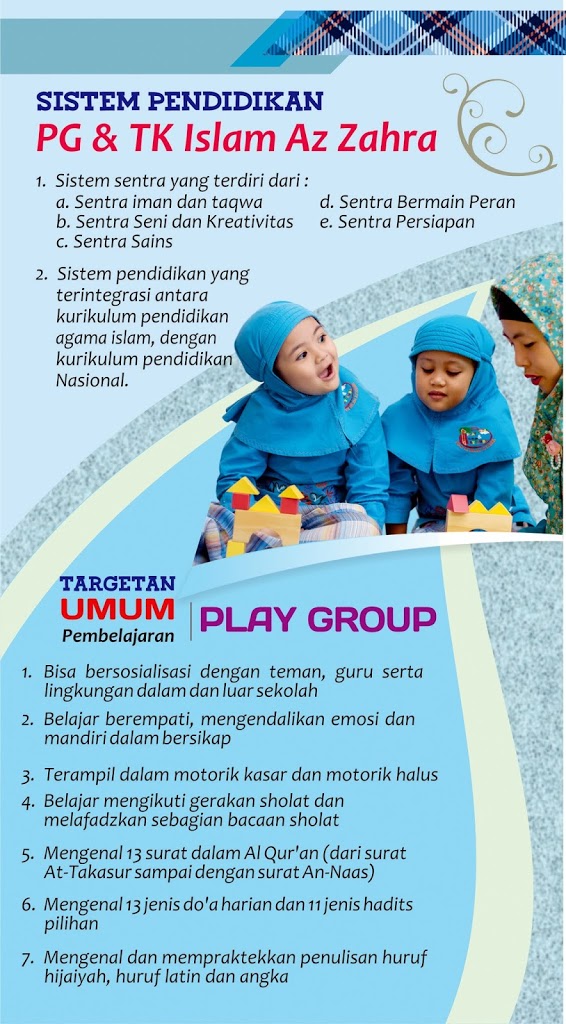 SISTEM PENDIDIKAN
PG & TK Islam Az Zahra
1. Sistem sentra yang terdiri dari :
a. Sentra iman dan taqwa
b. Sentra Seni dan Kreativitas
c. Sentra Sains
d. Sentra Bermain Peran
e. Sentra Persiapan
2. Sistem pendidikan yang
terintegrasi antara
kurikulum pendidikan
agama islam, dengan
kurikulum pendidikan
Nasional.
TARGETAN
UMUM
Pembelajaran
PLAY GROUP
1. Bisa bersosialisasi dengan teman, guru serta
lingkungan dalam dan luar sekolah
2. Belajar berempati, mengendalikan emosi dan
mandiri dalam bersikap
3. Terampil dalam motorik kasar dan motorik halus
4. Belajar mengikuti gerakan sholat dan
melafadzkan sebagian bacaan sholat
5. Mengenal 13 surat dalam Al Qur'an (dari surat
At-Takasur sampai dengan surat An-Naas)
6. Mengenal 13 jenis do'a harian dan 11 jenis hadits
pilihan
7. Mengenal dan mempraktekkan penulisan huruf
hijaiyah, huruf latin dan angka